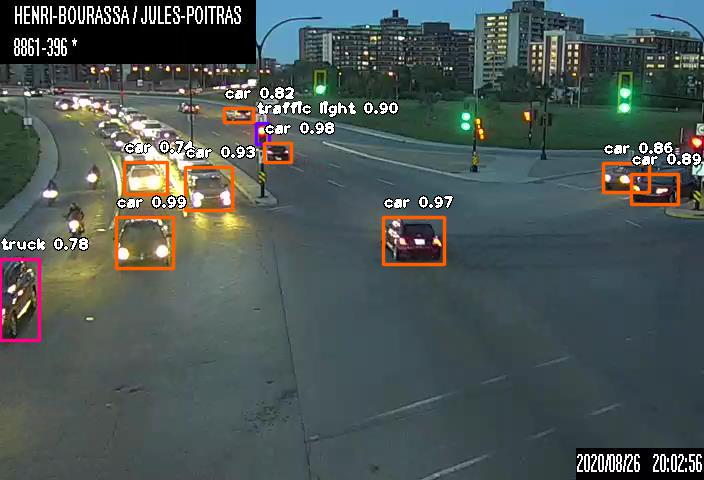 HENRI-BOURASSA / JULES-POITRAS
8861-396 *
car 0.82
traffic light 0.90
car 0.98
car 0.74
car 0.93
car 0.86
car 0.89
car 0.99
car 0.97
truck 0.78
2020/08/26 20:02:56